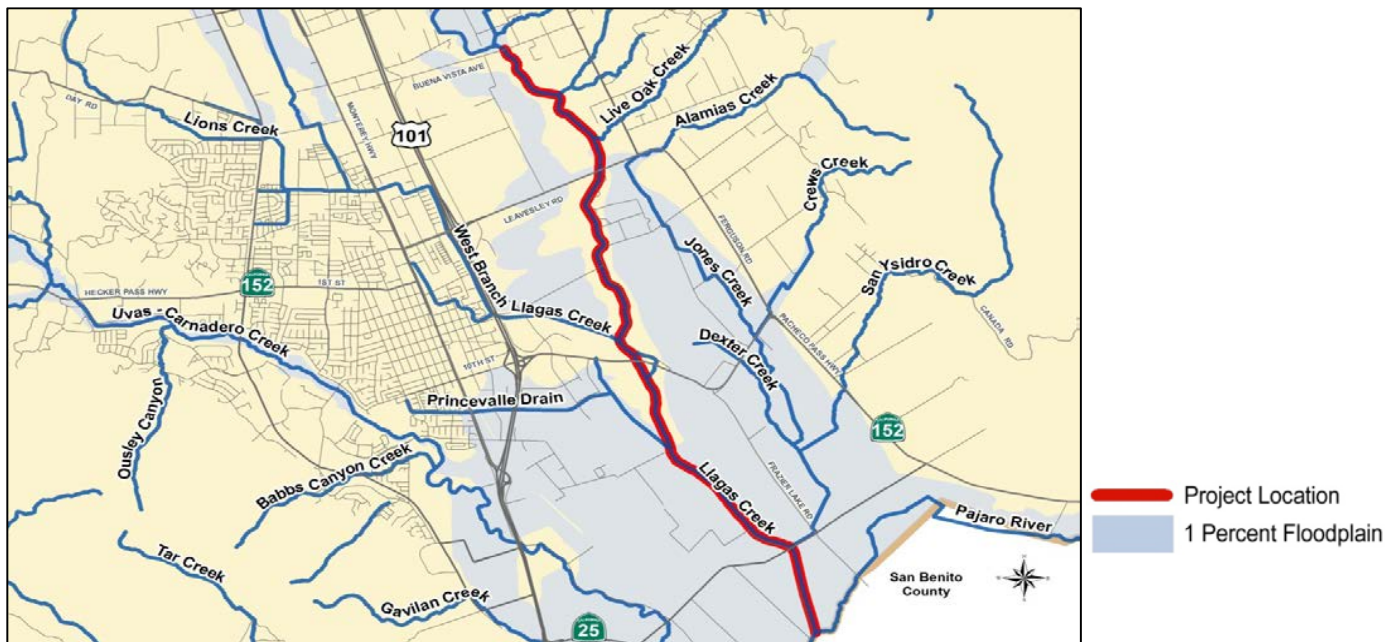 BUENA VISTA AVE
Live Oak Creek
DAY RD
Lions Creek
MONTEREY HWY
101
Alamias Creek
Crews Creek
LEAVESLEY RD
FERGUSON RD
West Branch
Llagas Creek
Jones Creek
San Ysidro Creek
152
HECKER PASS HWY
1ST ST
Uvas - Carnadero Creek
CANADA RD
PACHECO PASS HWY
Dexter Creek
10TH ST
Princevalle Drain
Ousley Canyon
152
Babbs Canyon Creek
Llagas Creek
FRAZIER LAKE RD
Pajaro River
Tar Creek
Gavilan Creek
San Benito
County
25
Project Location
1 Percent Floodplain